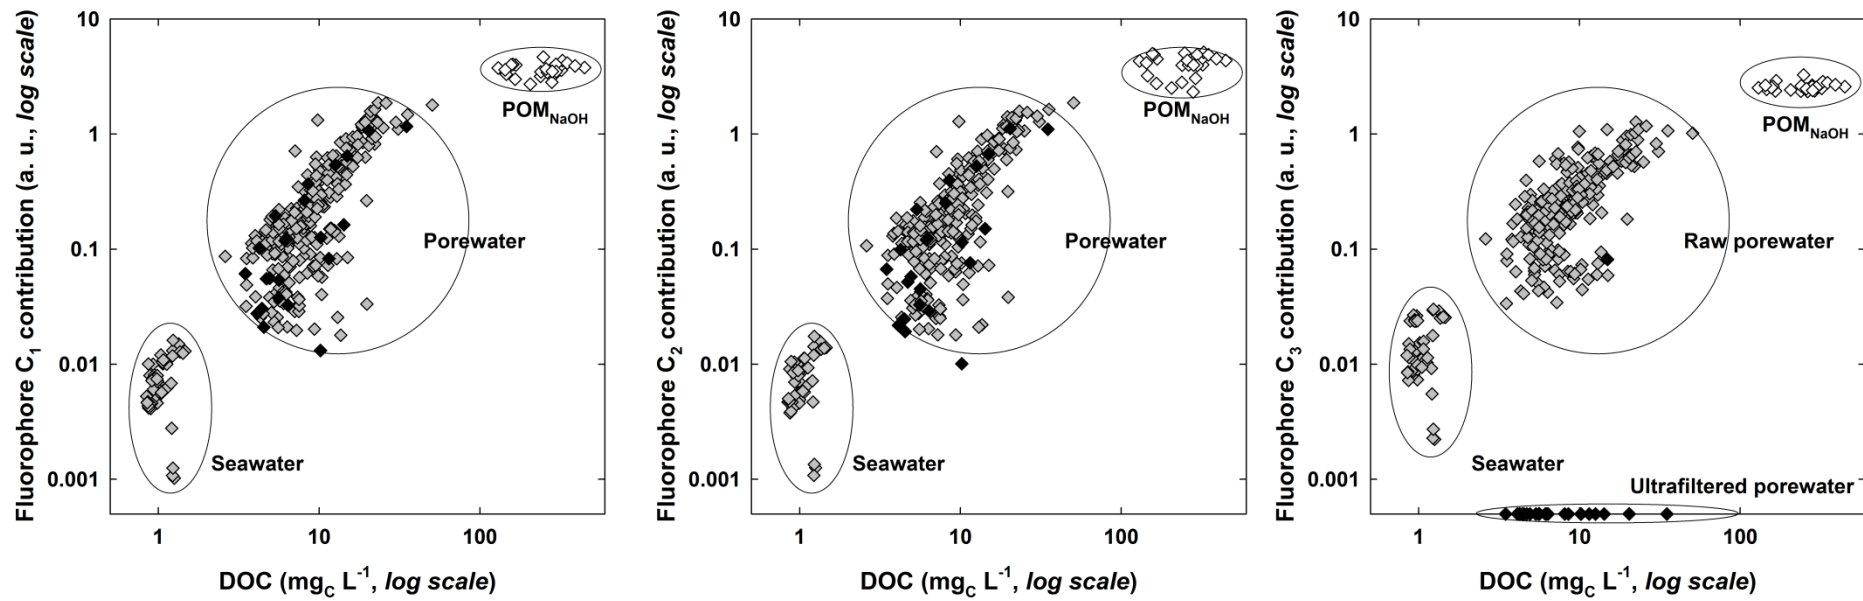 Fluorophore C1 contribution (a. u., log scale)
10
1
0.1
0.01
0.001
POMNaOH
Porewater
Seawater
1 10 100
DOC (mgC L-1, log scale)
Fluorophore C2 contribution (a. u., log scale)
10
1
0.1
0.01
0.001
POMNaOH
Porewater
Seawater
1 10 100
DOC (mgC L-1, log scale)
Fluorophore C3 contribution (a. u., log scale)
10
1
0.1
0.01
0.001
POMNaOH
Raw porewater
Seawater
Ultrafiltered porewater
1 10 100
DOC (mgC L-1, log scale)